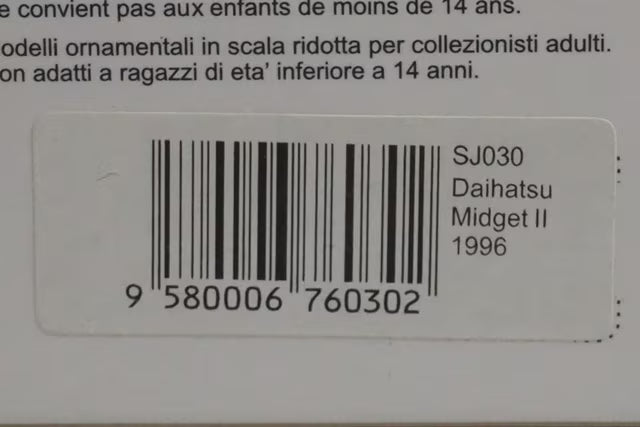 e convient pas aux enfants de moins de 14 ans.
odelli ornamentali in scala ridotta per collezionisti adulti.
on adatti a ragazzi di eta' inferiore a 14 anni.
SJ030
Daihatsu
Midget II
1996
9 580006 760302